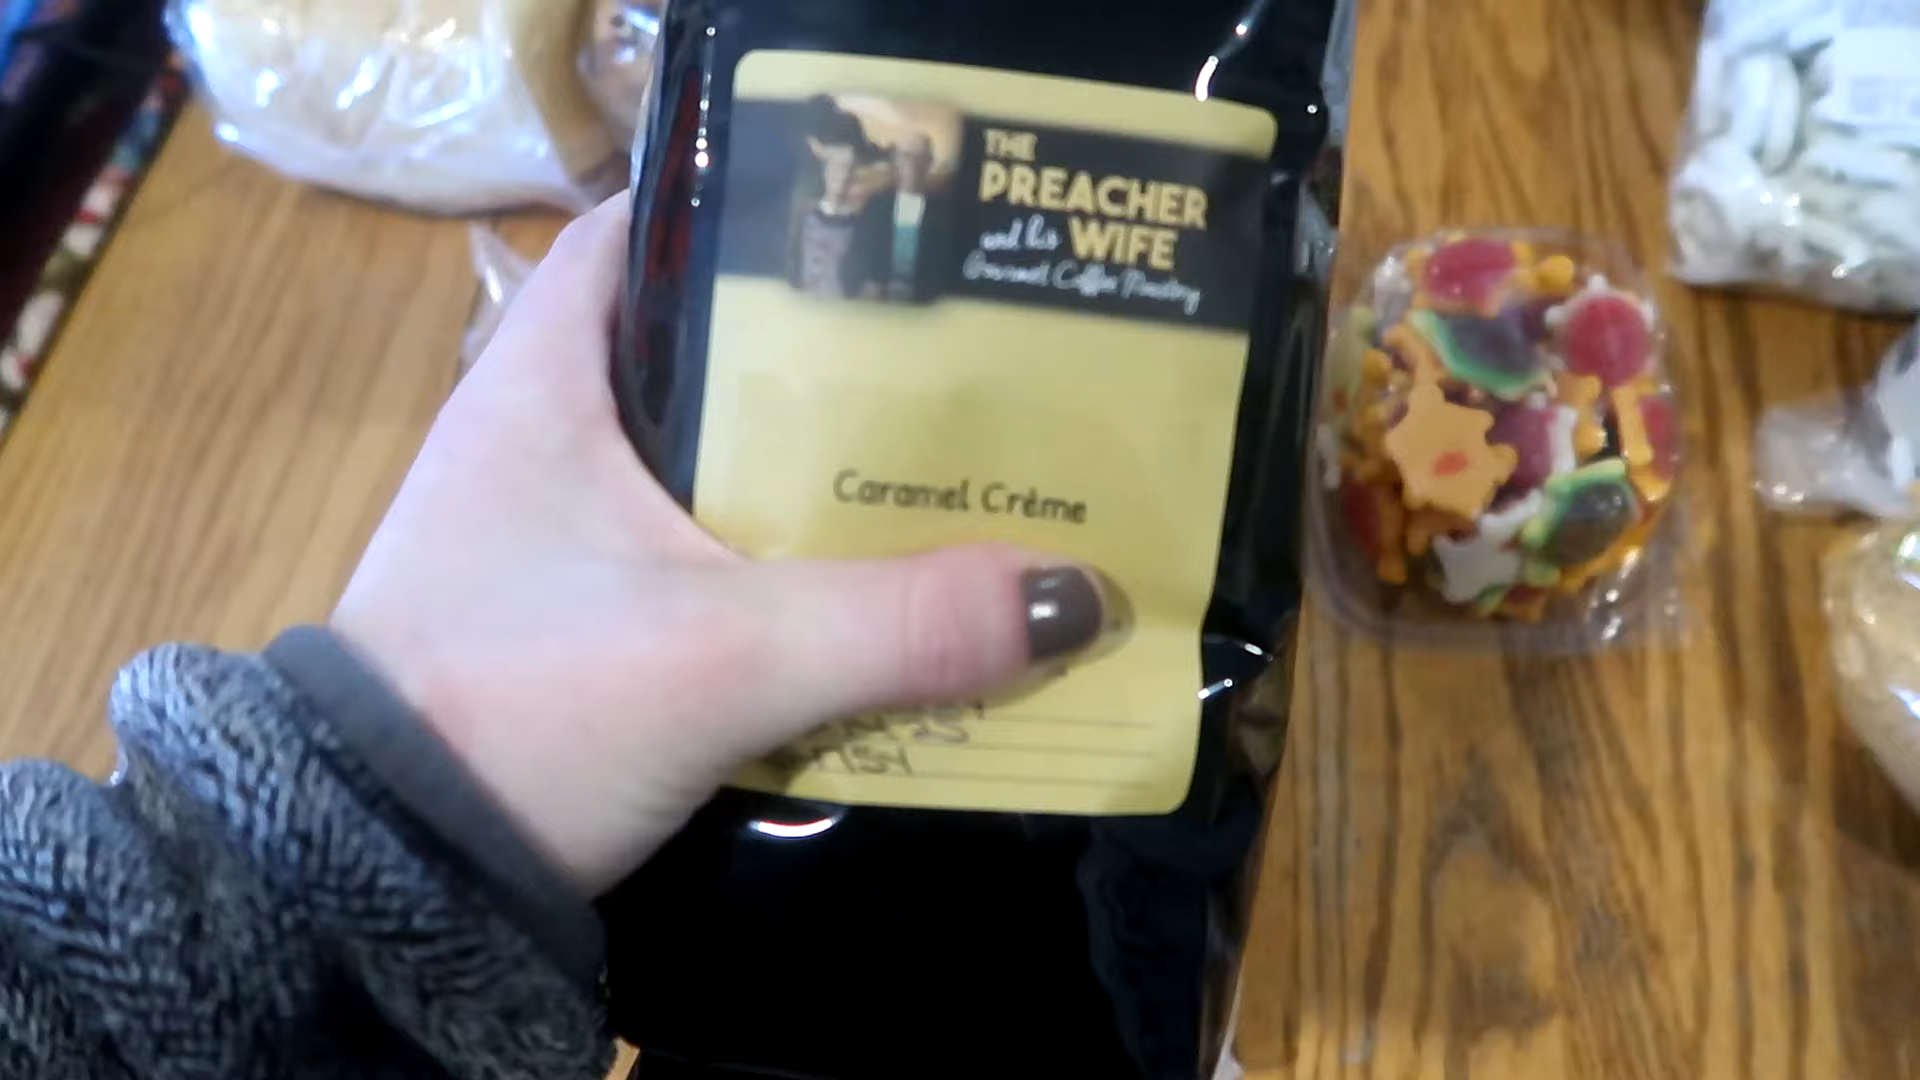 THE
PREACHER
and his WIFE
Gourmet Coffee Roastery
Caramel Crème